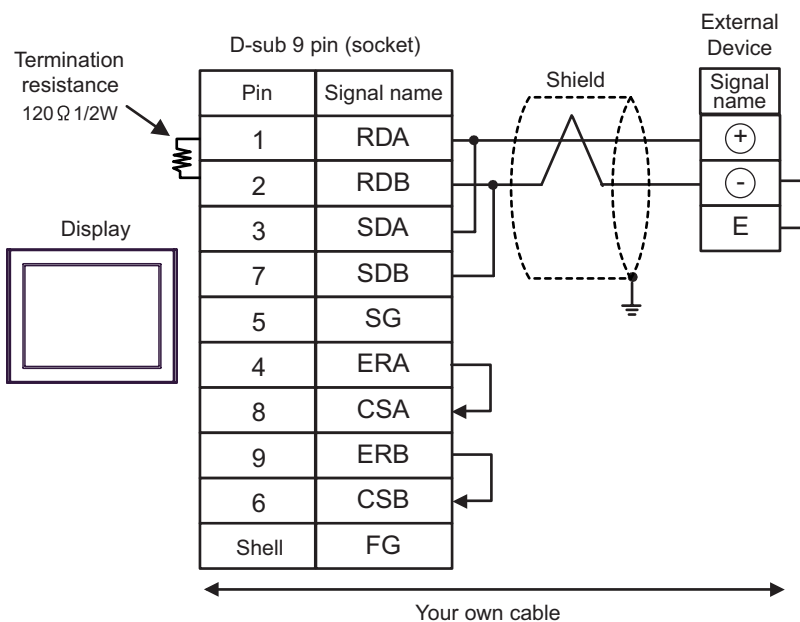 External
Device
D-sub 9 pin (socket)
Termination
resistance
120 Ω 1/2W
Shield
Pin Signal name
Signal
name
1 RDA
+
2 RDB
-
3 SDA
E
Display
7 SDB
5 SG
4 ERA
8 CSA
9 ERB
6 CSB
Shell FG
Your own cable